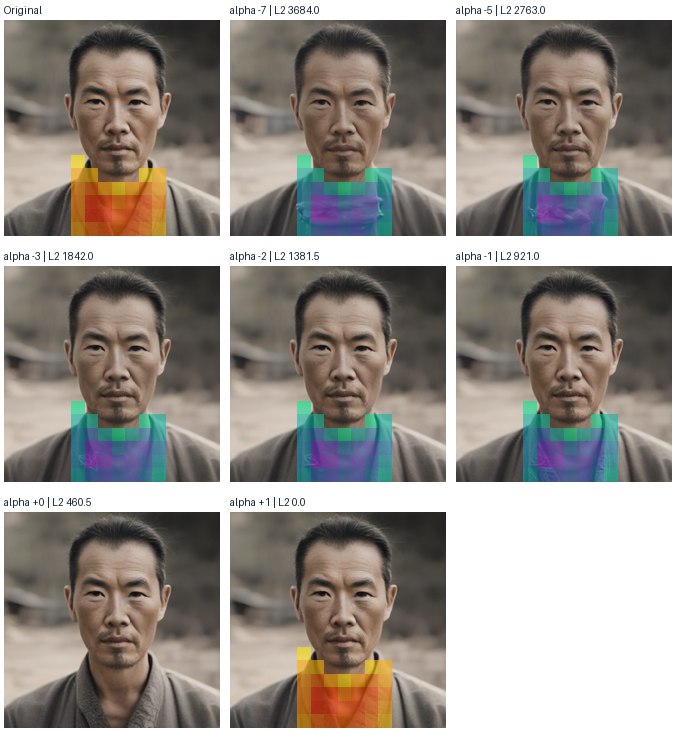 Original
alpha -7 | L2 3684.0
alpha -5 | L2 2763.0
alpha -3 | L2 1842.0
alpha -2 | L2 1381.5
alpha -1 | L2 921.0
alpha +0 | L2 460.5
alpha +1 | L2 0.0